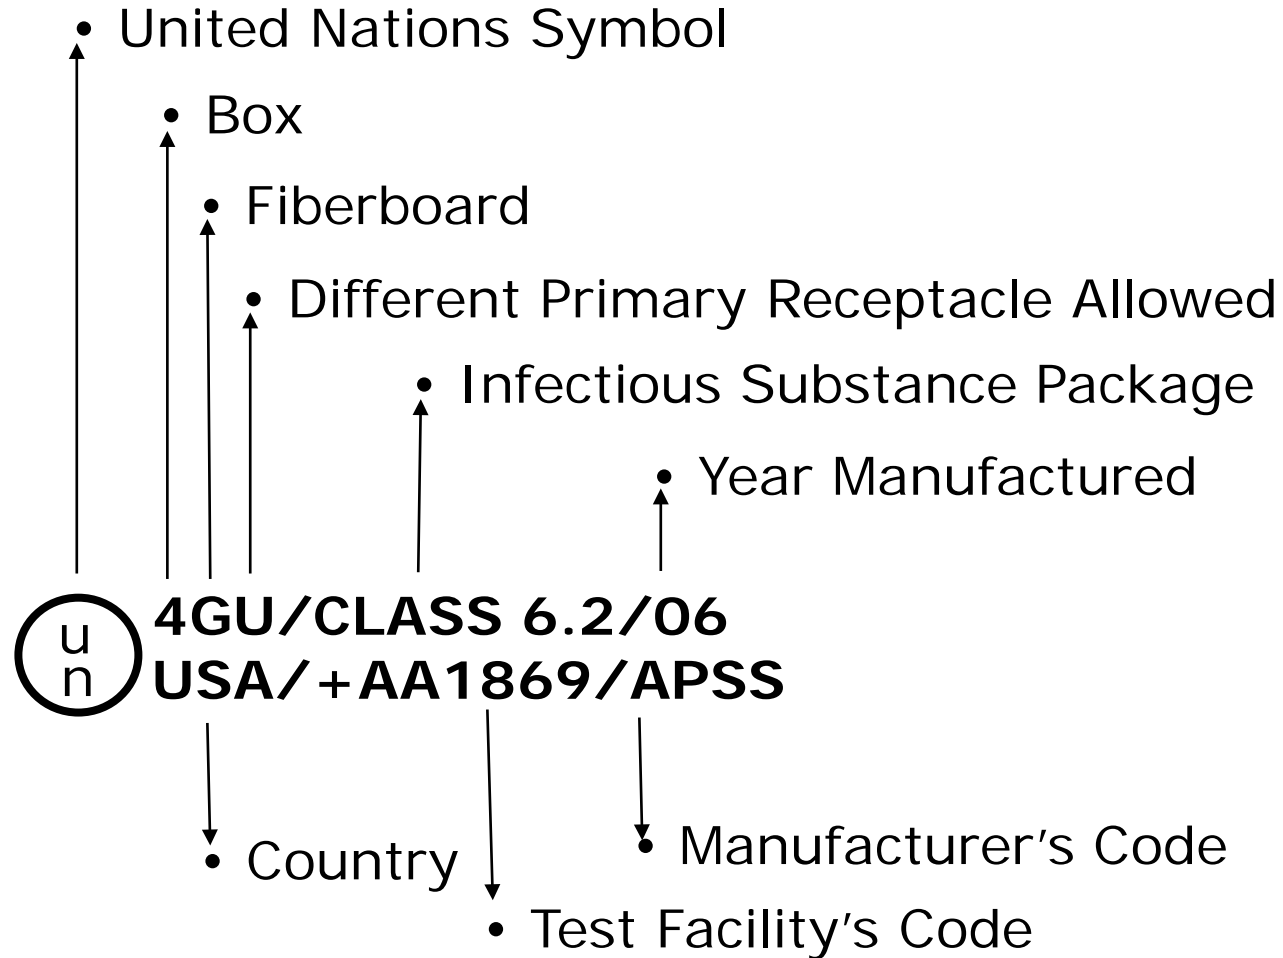 • United Nations Symbol
• Box
• Fiberboard
• Different Primary Receptacle Allowed
• Infectious Substance Package
• Year Manufactured
u
n
4GU/CLASS 6.2/06
USA/+AA1869/APSS
• Manufacturer's Code
• Country
• Test Facility's Code